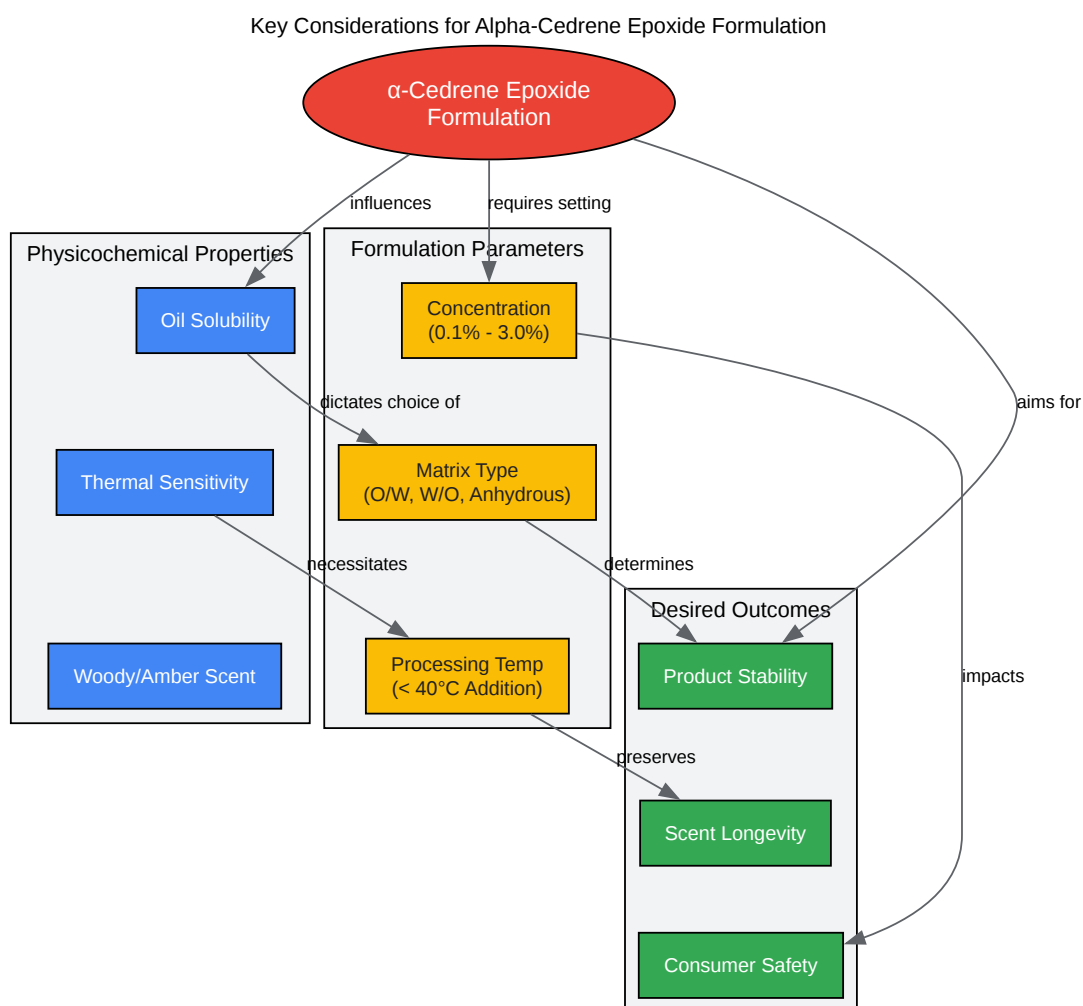 Key Considerations for Alpha-Cedrene Epoxide Formulation
α-Cedrene Epoxide
Formulation
influences
requires setting
Physicochemical Properties
Formulation Parameters
Oil Solubility
Concentration
(0.1% - 3.0%)
dictates choice of
aims for
Thermal Sensitivity
Matrix Type
(O/W, W/O, Anhydrous)
necessitates
determines
Desired Outcomes
Woody/Amber Scent
Processing Temp
(< 40°C Addition)
Product Stability
impacts
preserves
Scent Longevity
Consumer Safety